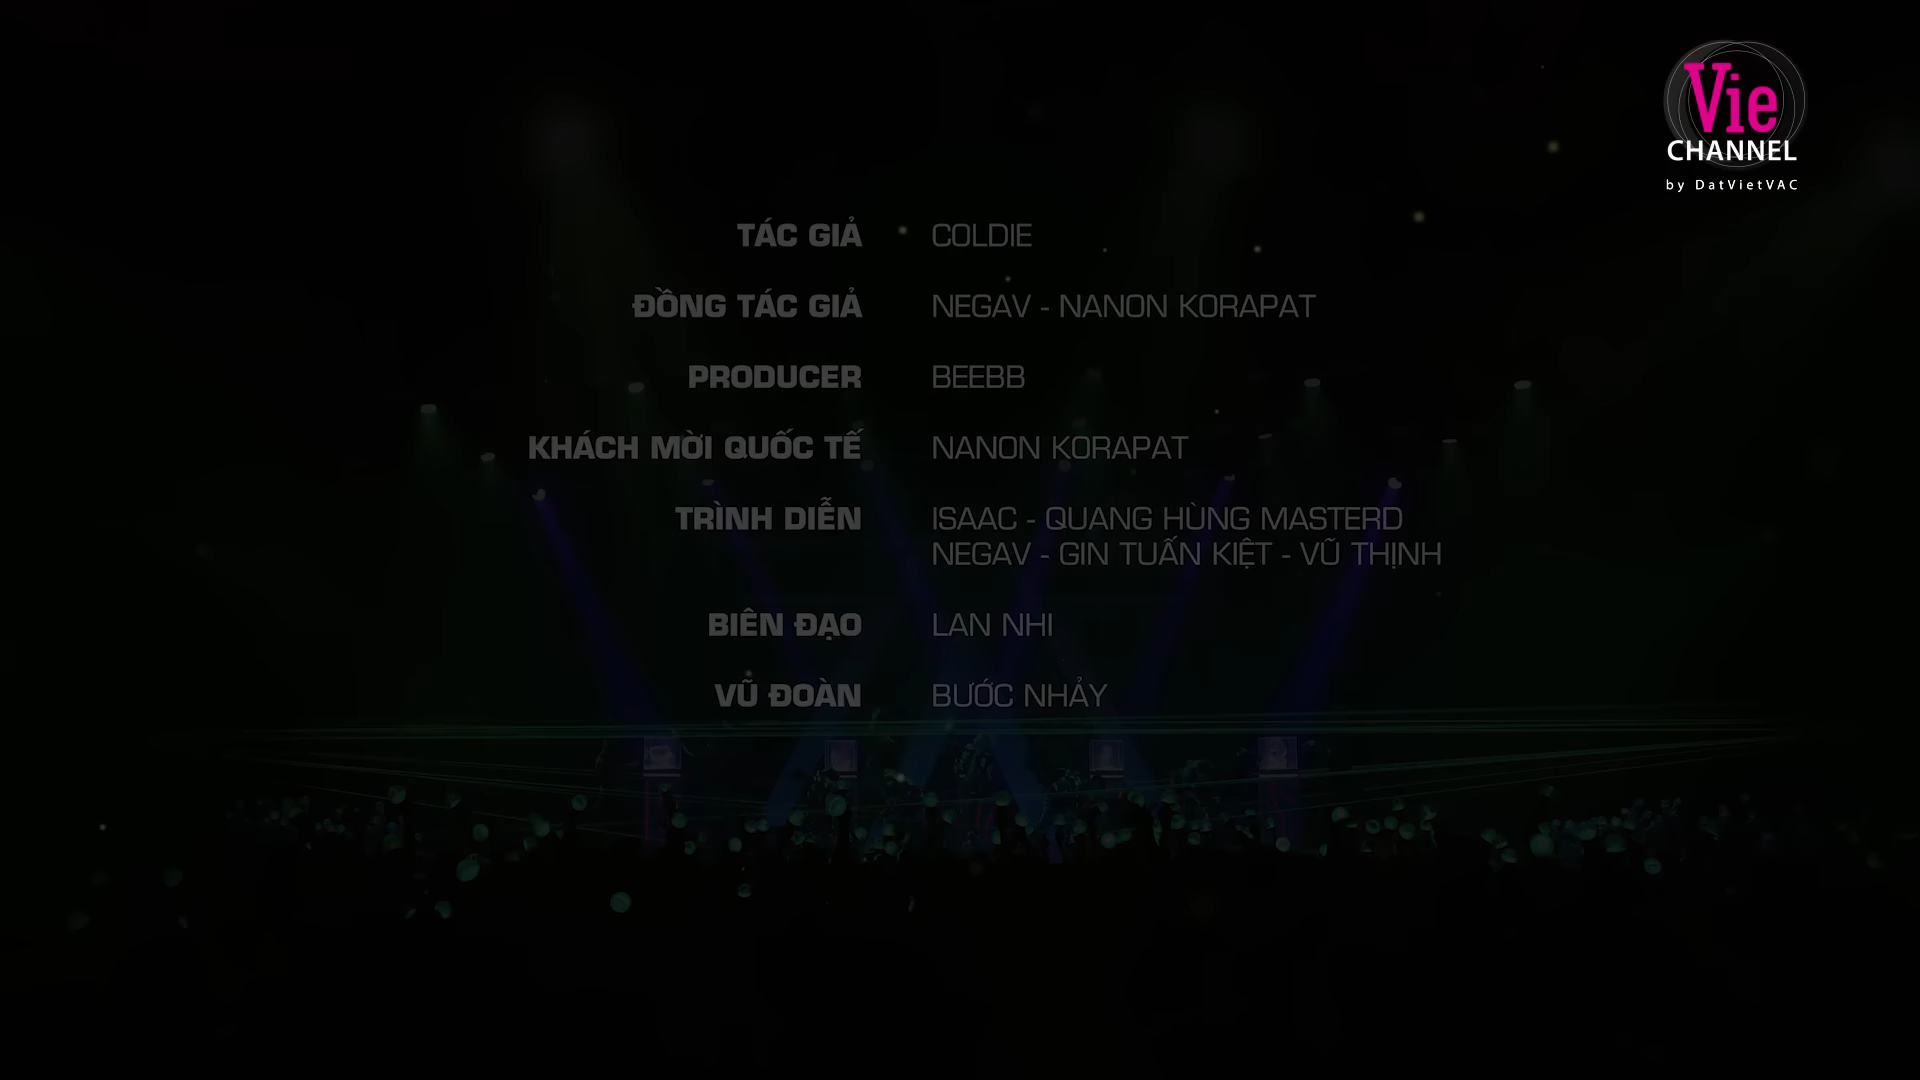 Vie
CHANNEL
by DatVietVAC
TÁC GIẢ COLDIE
ĐỒNG TÁC GIẢ NEGAV - NANON KORAPAT
PRODUCER BEEBB
KHÁCH MỜI QUỐC TẾ NANON KORAPAT
TRÌNH DIỄN ISAAC - QUANG HÙNG MASTERD
NEGAV - GIN TUẤN KIỆT - VŨ THỊNH
BIÊN ĐẠO LAN NHI
VŨ ĐOÀN BƯỚC NHẢY